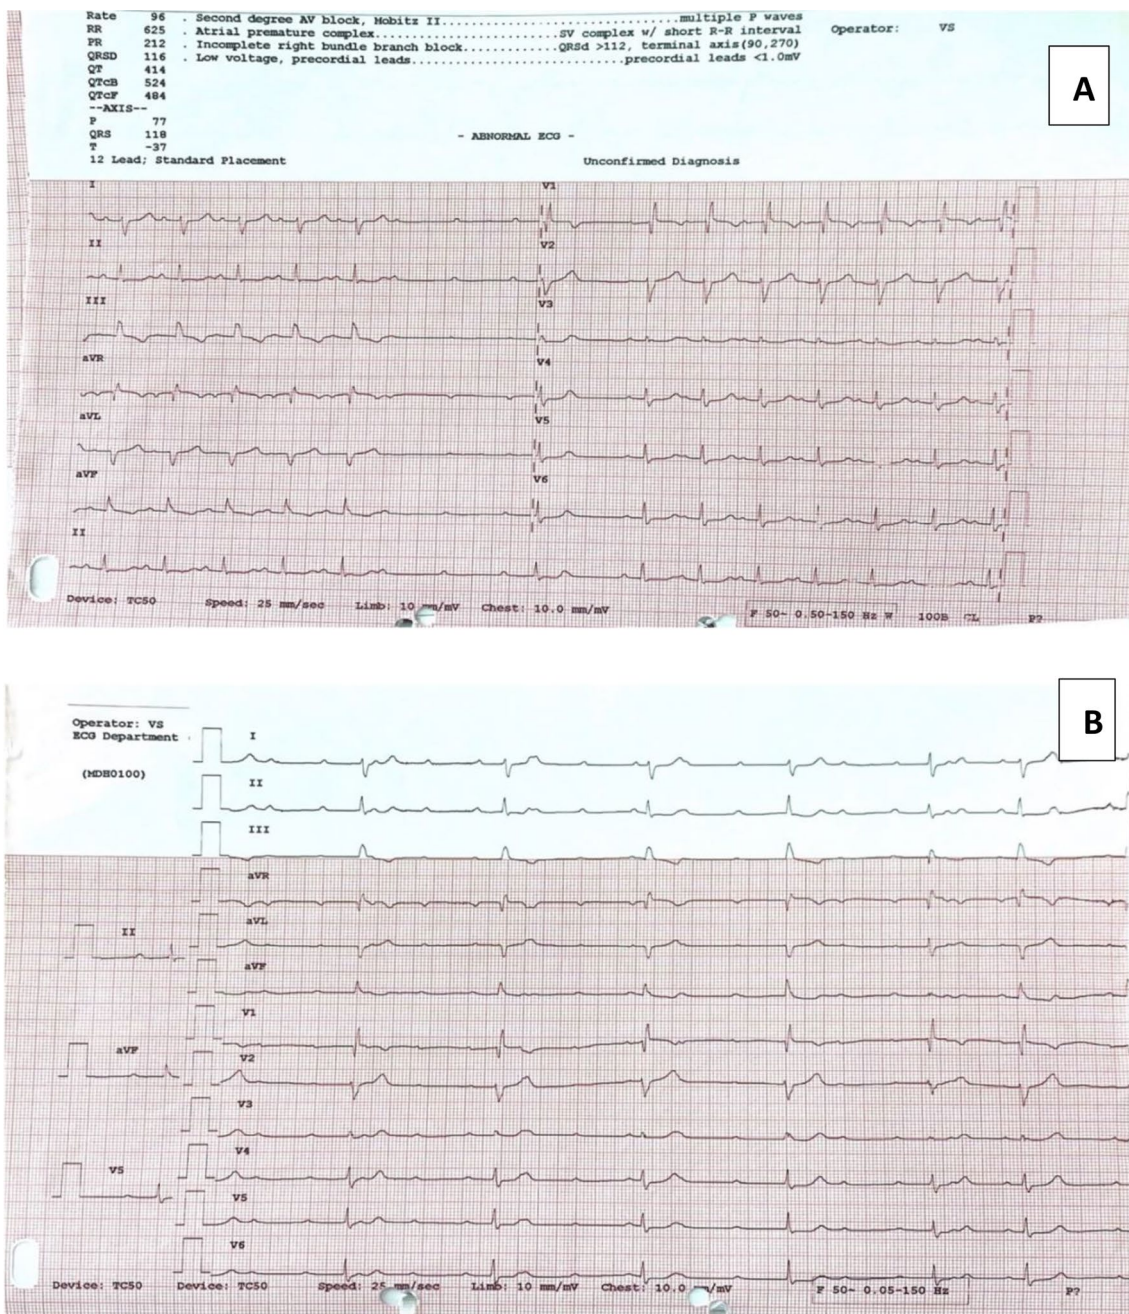 Rate 96 . Second degree AV block, Mobitz II..............................multiple P waves
RR 625 . Atrial premature complex.......................SV complex w/ short R-R interval Operator: VS
PR 212 . Incomplete right bundle branch block............QRSd >112, terminal axis(90,270)
QRSD 116 . Low voltage, precordial leads...........................precordial leads <1.0mV
QT 414
QTcB 524
QTcF 484
--AXIS--
P 77
QRS 118
T -37
- ABNORMAL ECG -
12 Lead; Standard Placement Unconfirmed Diagnosis
A
I V1
II V2
III V3
aVR V4
aVL V5
aVF V6
II
Device: TC50 Speed: 25 mm/sec Limb: 10 mm/mV Chest: 10.0 mm/mV F 50~ 0.50-150 Hz W 100B CL P?
B
Operator: VS
ECG Department
(MDH0100)
I
II
III
aVR
aVL
II
aVF
V1
aVF
V2
V3
V4
V5
V5
V6
Device: TC50 Device: TC50 Speed: 25 mm/sec Limb: 10 mm/mV Chest: 10.0 mm/mV F 50~ 0.05-150 Hz P?